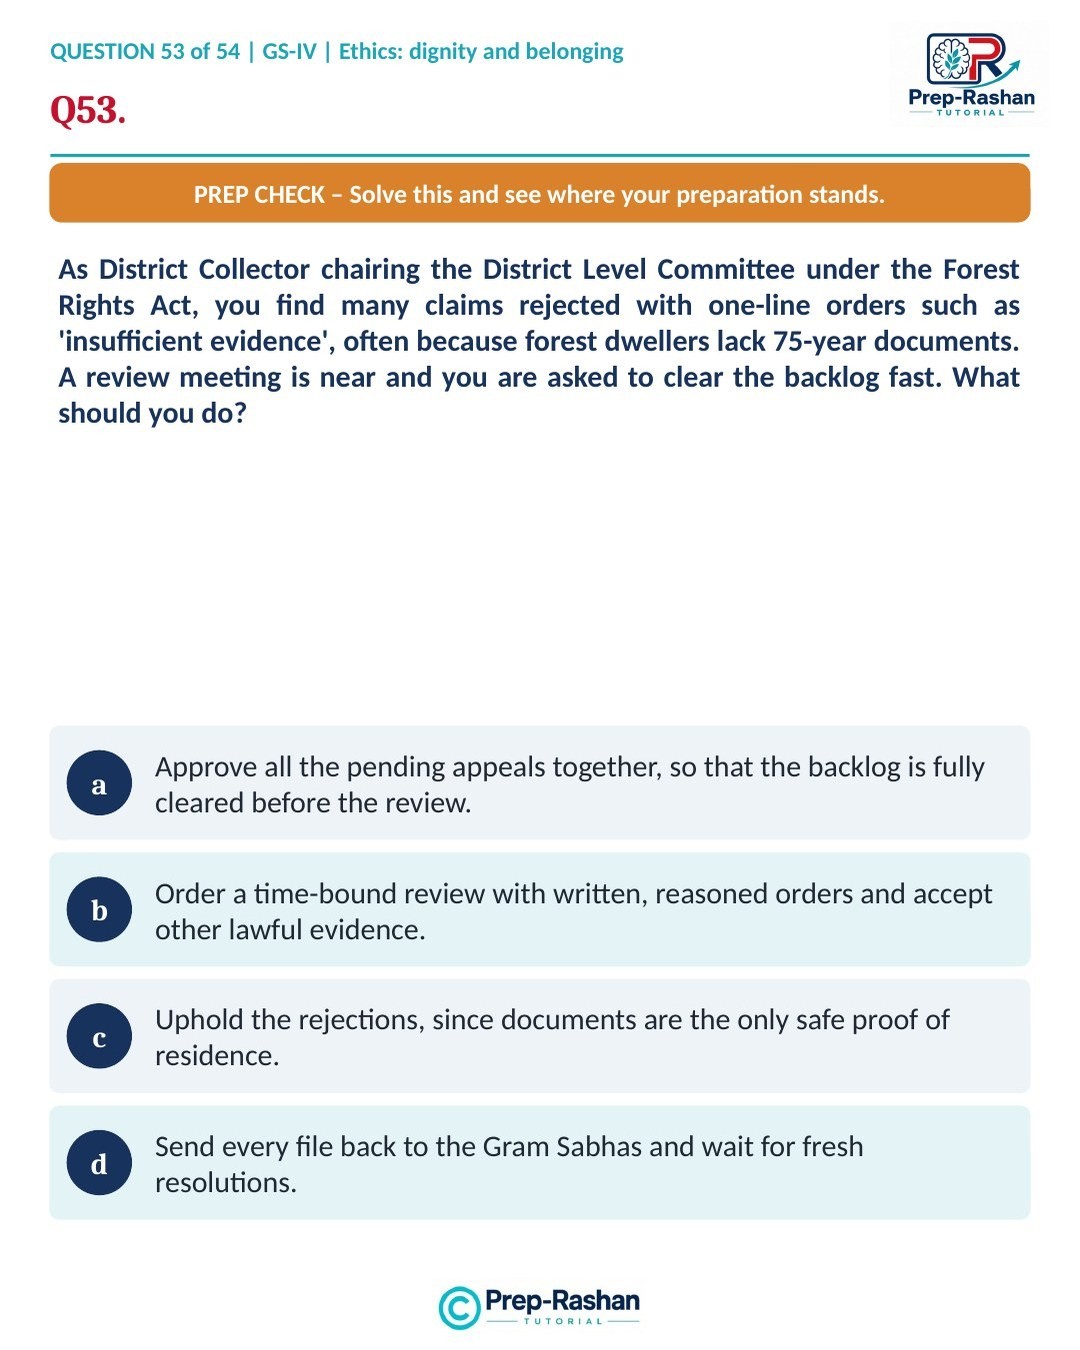 QUESTION 53 of 54 | GS-IV | Ethics: dignity and belonging
Q53.
Prep-Rashan
TUTORIAL
PREP CHECK – Solve this and see where your preparation stands.
As District Collector chairing the District Level Committee under the Forest
Rights Act, you find many claims rejected with one-line orders such as
'insufficient evidence', often because forest dwellers lack 75-year documents.
A review meeting is near and you are asked to clear the backlog fast. What
should you do?
a
Approve all the pending appeals together, so that the backlog is fully
cleared before the review.
b
Order a time-bound review with written, reasoned orders and accept
other lawful evidence.
c
Uphold the rejections, since documents are the only safe proof of
residence.
d
Send every file back to the Gram Sabhas and wait for fresh
resolutions.
© Prep-Rashan
TUTORIAL